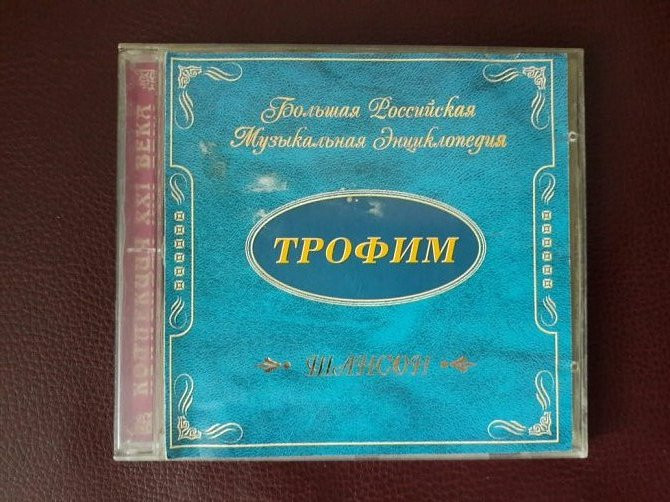 Большая Российская
Музыкальная Энциклопедия
ТРОФИМ
ШАНСОН
КОЛЛЕКЦИЯ XXI ВЕКА